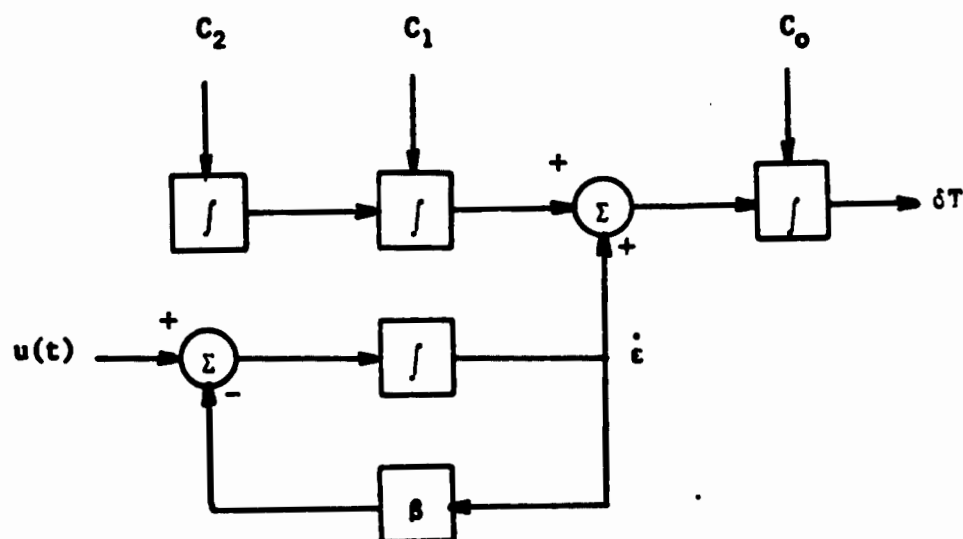 C₂ C₁ C₀
+
∫ ∫ Σ ∫ δT
+
+
u(t) Σ ∫ ε̇
-
β